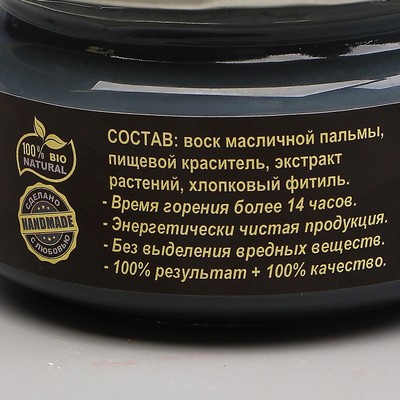 100% BIO
NATURAL
СДЕЛАНО
HANDMADE
С ЛЮБОВЬЮ
СОСТАВ: воск масличной пальмы,
пищевой краситель, экстракт
растений, хлопковый фитиль.
- Время горения более 14 часов.
- Энергетически чистая продукция.
- Без выделения вредных веществ.
- 100% результат + 100% качество.